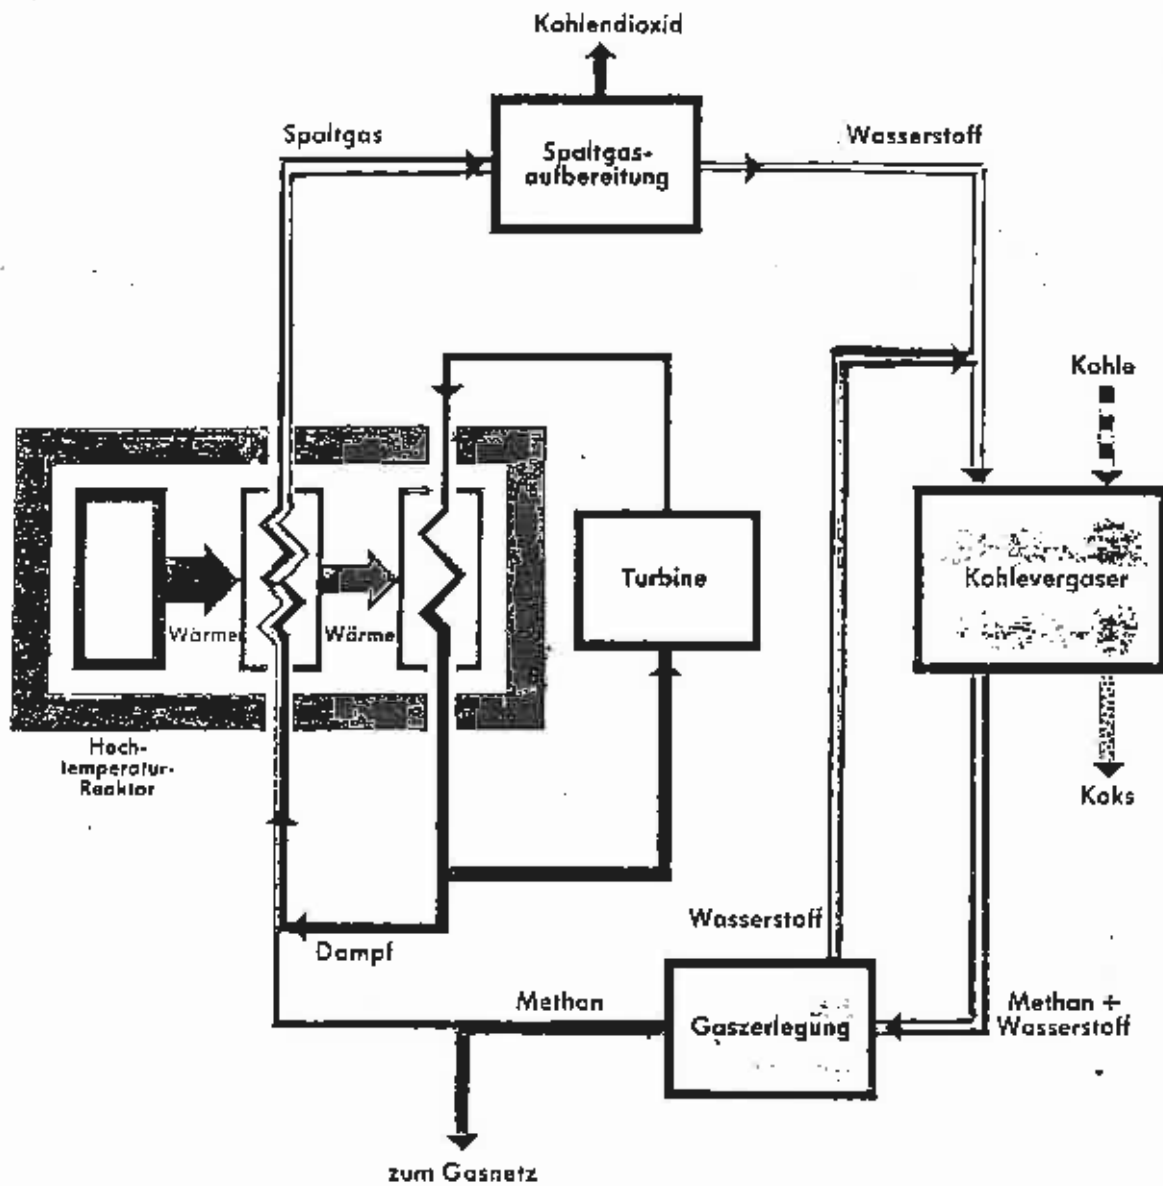 Kohlendioxid
Spaltgas
Spaltgas-
aufbereitung
Wasserstoff
Kohle
Turbine
Kohlevergaser
Wärme
Wärme
Hoch-
temperatur-
Reaktor
Koks
Wasserstoff
Dampf
Methan
Gaszerlegung
Methan +
Wasserstoff
zum Gasnetz